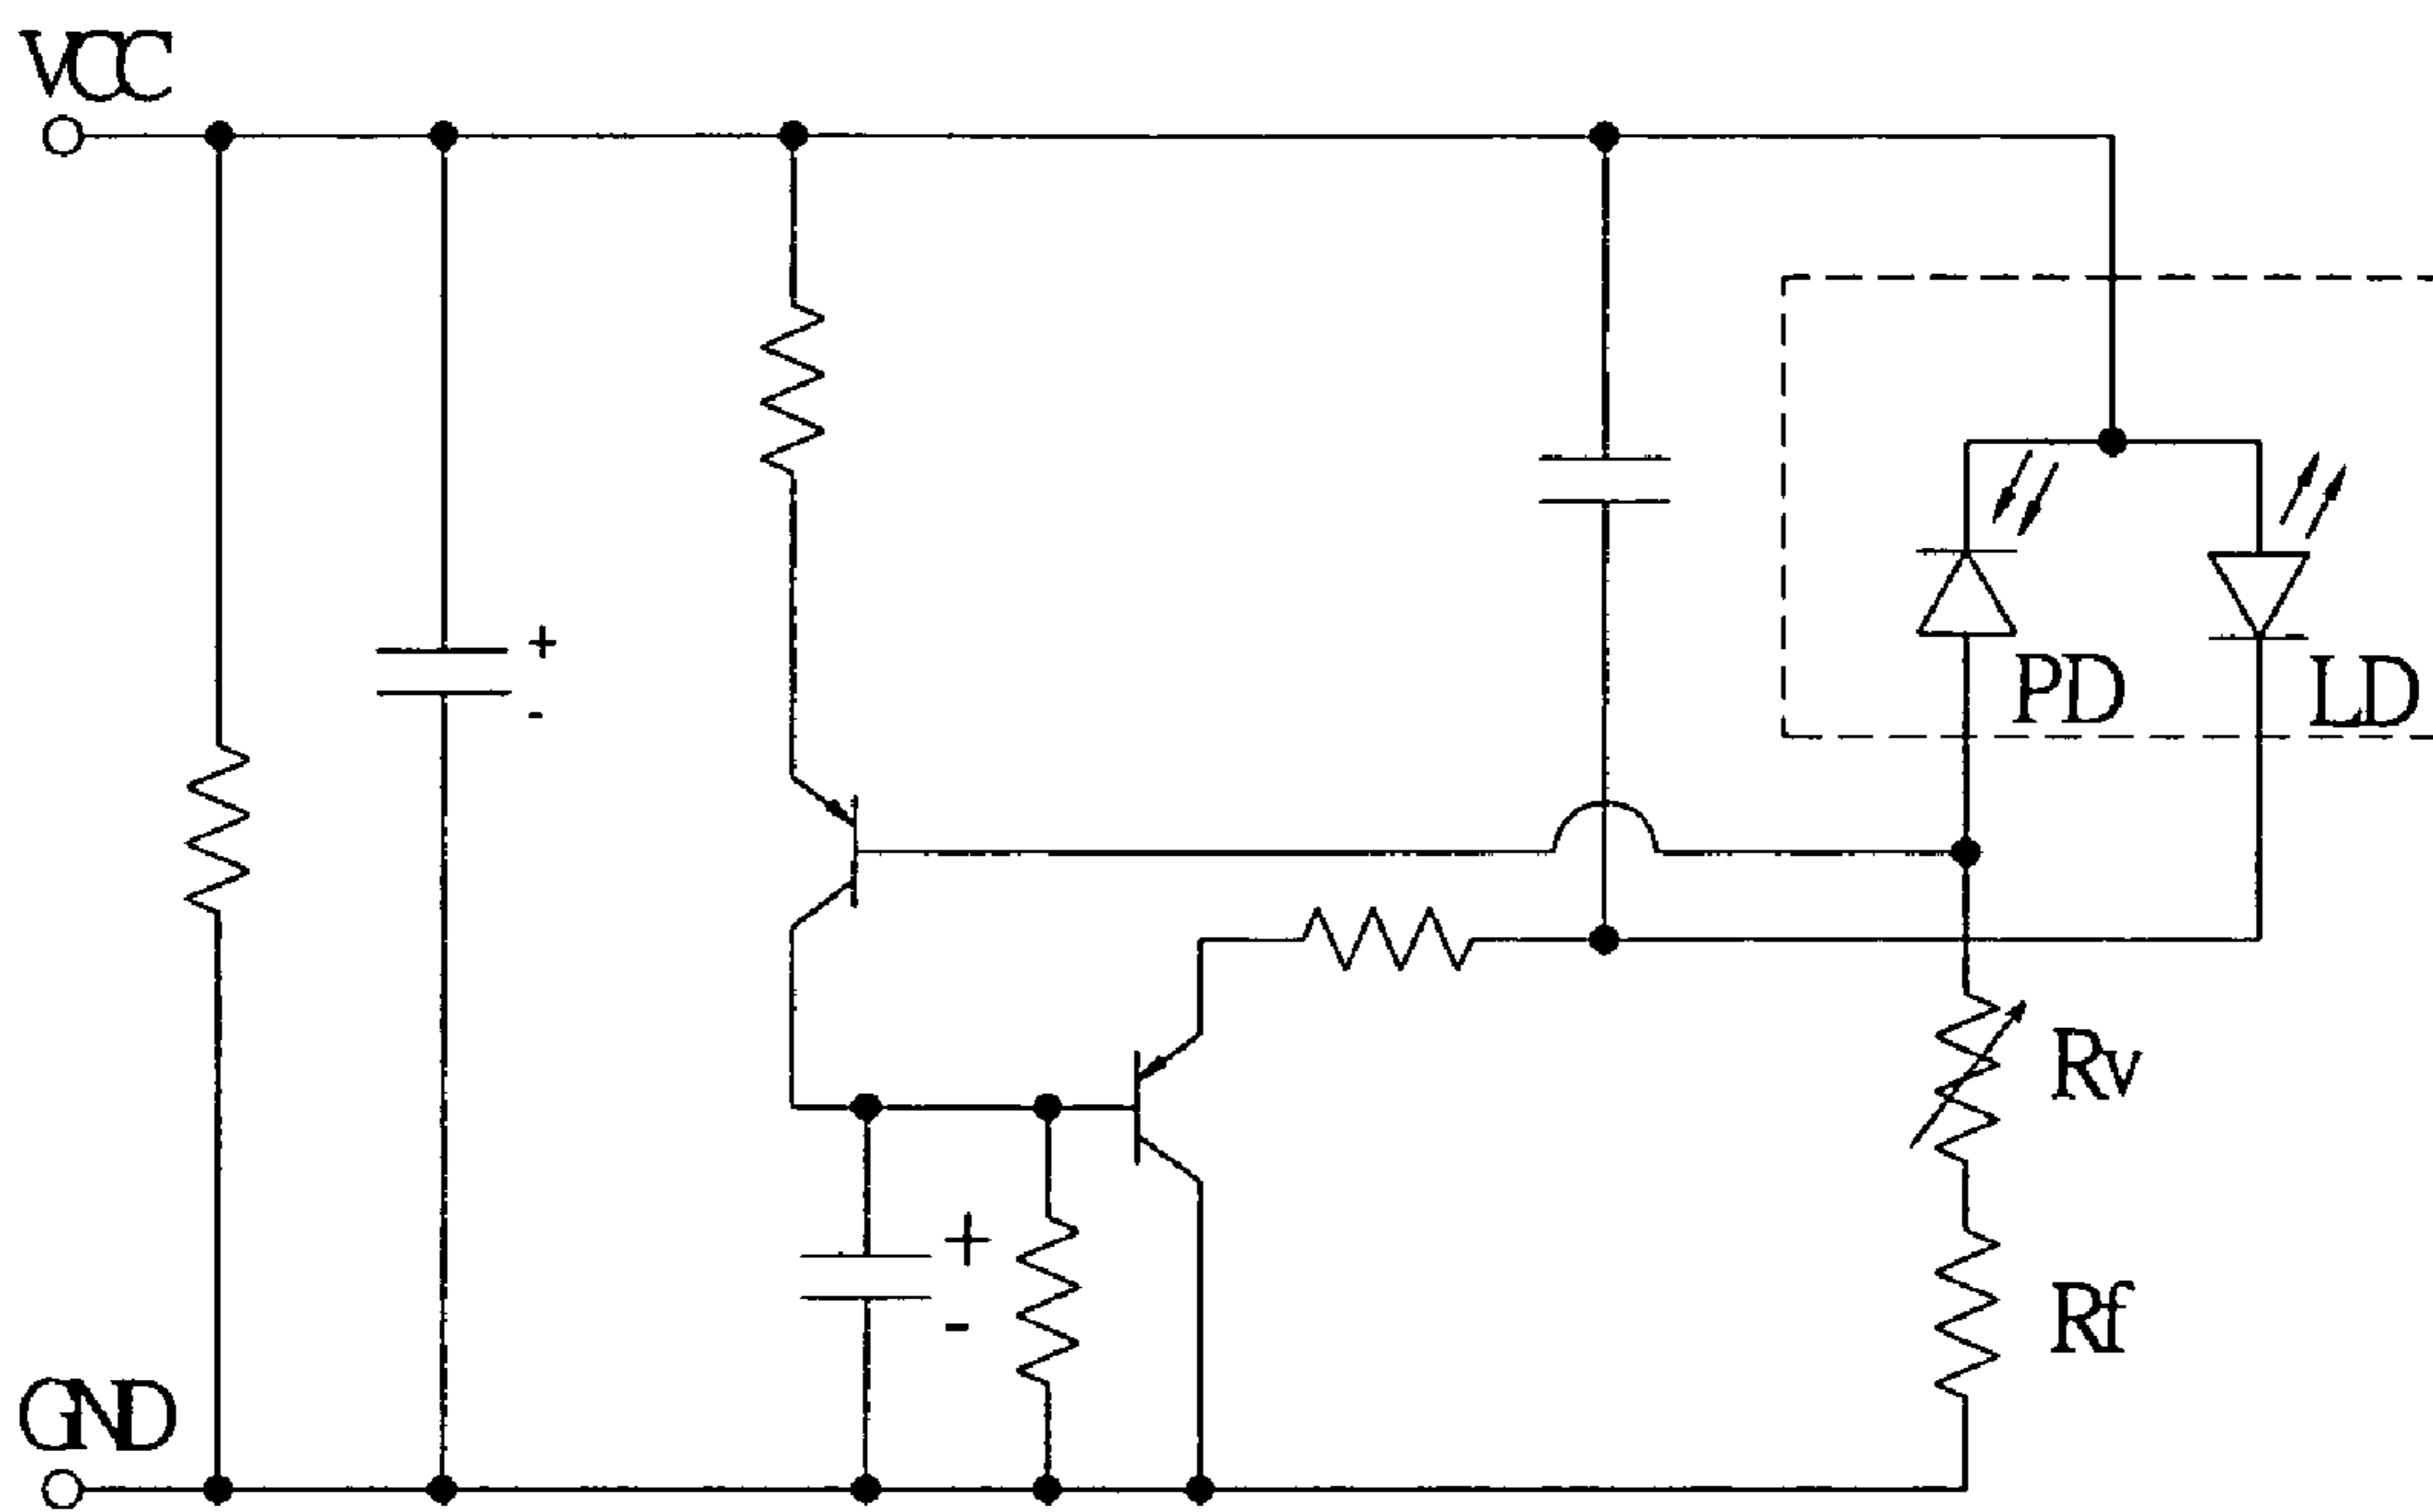 VCC
+
-
PD
LD
Rv
+
-
Rf
GND